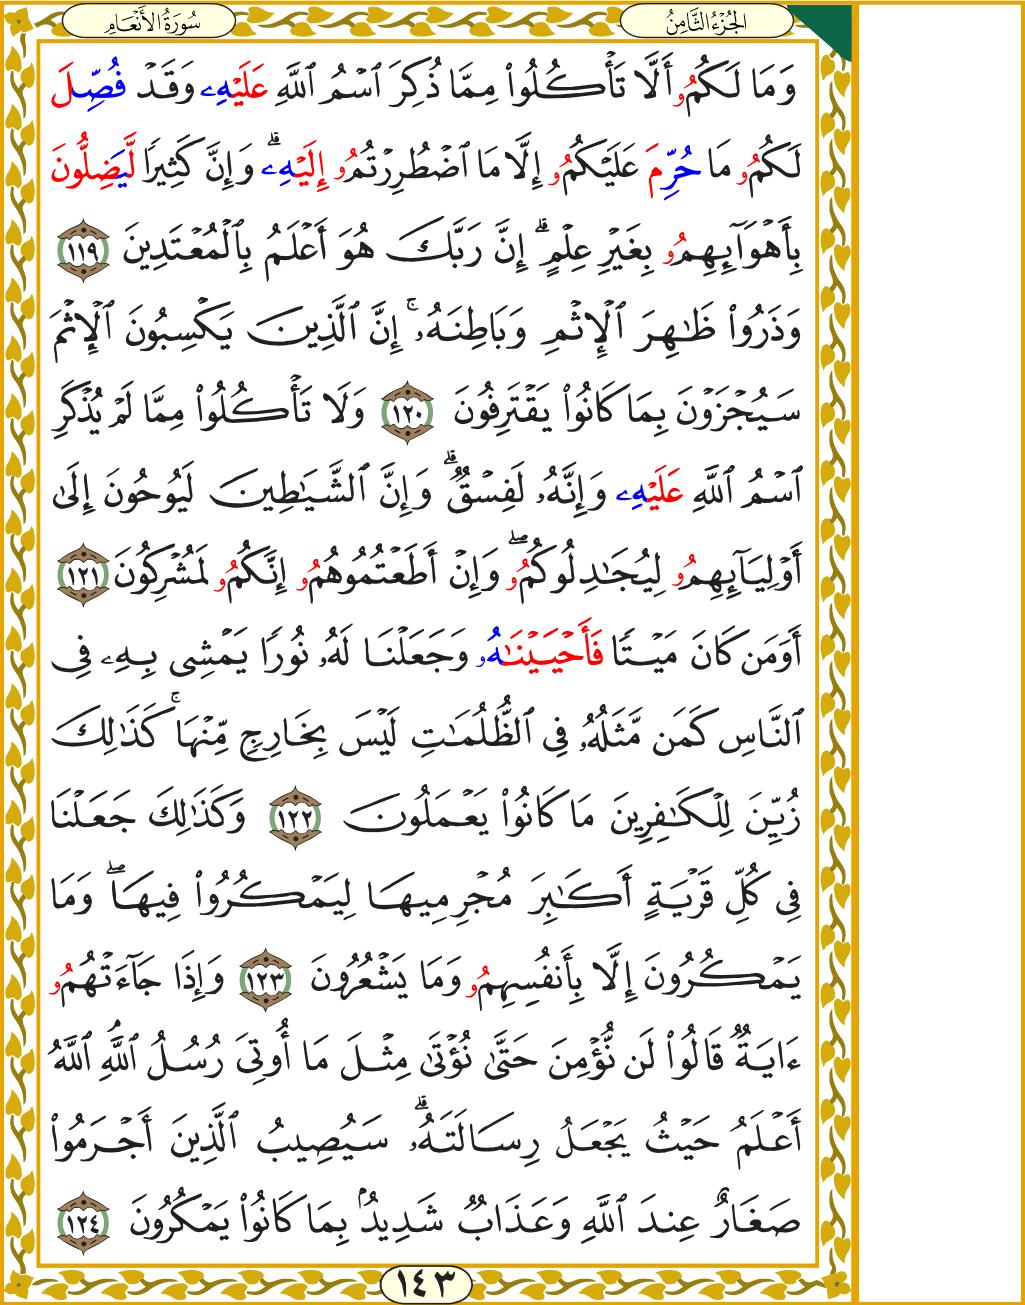 الجُزْءُ الثَّامِنُ
سُورَةُ الأَنْعَامِ
وَمَا لَكُمُۥ أَلَّا تَأْكُلُوا۟ مِمَّا ذُكِرَ ٱسْمُ ٱللَّهِ عَلَيْهِۦ وَقَدْ فُصِّلَ
لَكُمُۥ مَا حُرِّمَ عَلَيْكُمُۥ إِلَّا مَا ٱضْطُرِرْتُمُۥ إِلَيْهِۦۗ وَإِنَّ كَثِيرًا لَّيَضِلُّونَ
بِأَهْوَآئِهِمُۥ بِغَيْرِ عِلْمٍۗ إِنَّ رَبَّكَ هُوَ أَعْلَمُ بِٱلْمُعْتَدِينَ ١١٩
وَذَرُوا۟ ظَٰهِرَ ٱلْإِثْمِ وَبَاطِنَهُۥٓۚ إِنَّ ٱلَّذِينَ يَكْسِبُونَ ٱلْإِثْمَ
سَيُجْزَوْنَ بِمَا كَانُوا۟ يَقْتَرِفُونَ ١٢٠ وَلَا تَأْكُلُوا۟ مِمَّا لَمْ يُذْكَرِ
ٱسْمُ ٱللَّهِ عَلَيْهِۦ وَإِنَّهُۥ لَفِسْقٌۗ وَإِنَّ ٱلشَّيَٰطِينَ لَيُوحُونَ إِلَىٰ
أَوْلِيَآئِهِمُۥ لِيُجَٰدِلُوكُمُۥۖ وَإِنْ أَطَعْتُمُوهُمُۥ إِنَّكُمُۥ لَمُشْرِكُونَ ١٢١
أَوَمَن كَانَ مَيْتًا فَأَحْيَيْنَٰهُۥ وَجَعَلْنَا لَهُۥ نُورًا يَمْشِى بِهِۦ فِى
ٱلنَّاسِ كَمَن مَّثَلُهُۥ فِى ٱلظُّلُمَٰتِ لَيْسَ بِخَارِجٍ مِّنْهَاۚ كَذَٰلِكَ
زُيِّنَ لِلْكَٰفِرِينَ مَا كَانُوا۟ يَعْمَلُونَ ١٢٢ وَكَذَٰلِكَ جَعَلْنَا
فِى كُلِّ قَرْيَةٍ أَكَٰبِرَ مُجْرِمِيهَا لِيَمْكُرُوا۟ فِيهَاۖ وَمَا
يَمْكُرُونَ إِلَّا بِأَنفُسِهِمُۥ وَمَا يَشْعُرُونَ ١٢٣ وَإِذَا جَآءَتْهُمُۥ
ءَايَةٌ قَالُوا۟ لَن نُّؤْمِنَ حَتَّىٰ نُؤْتَىٰ مِثْلَ مَا أُوتِىَ رُسُلُ ٱللَّهِۘ ٱللَّهُ
أَعْلَمُ حَيْثُ يَجْعَلُ رِسَالَتَهُۥۗ سَيُصِيبُ ٱلَّذِينَ أَجْرَمُوا۟
صَغَارٌ عِندَ ٱللَّهِ وَعَذَابٌ شَدِيدٌۢ بِمَا كَانُوا۟ يَمْكُرُونَ ١٢٤
١٤٣